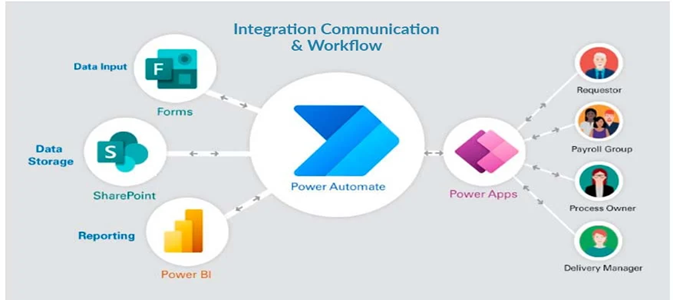 Integration Communication
& Workflow
Data Input
F
Forms
Data
Storage
S
SharePoint
Reporting
Power BI
Power Automate
Power Apps
Requestor
Payroll Group
Process Owner
Delivery Manager